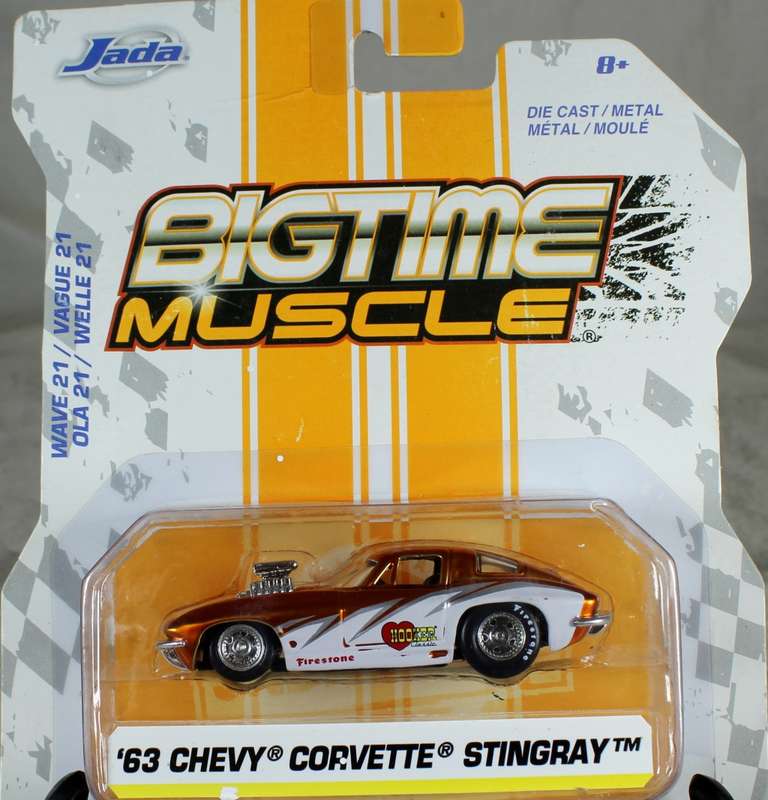 Jada
8+
DIE CAST / METAL
MÉTAL / MOULÉ
BIGTIME
MUSCLE®
WAVE 21 / VAGUE 21
OLA 21 / WELLE 21
Firestone
HOOKER
Firestone
'63 CHEVY® CORVETTE® STINGRAY™